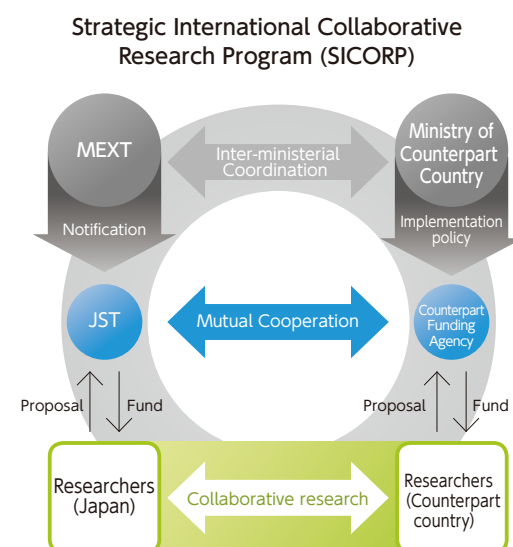 Strategic International Collaborative
Research Program (SICORP)
MEXT
Inter-ministerial
Coordination
Ministry of
Counterpart
Country
Notification
Implementation
policy
JST
Mutual Cooperation
Counterpart
Funding
Agency
Proposal
Fund
Proposal
Fund
Researchers
(Japan)
Collaborative research
Researchers
(Counterpart
country)